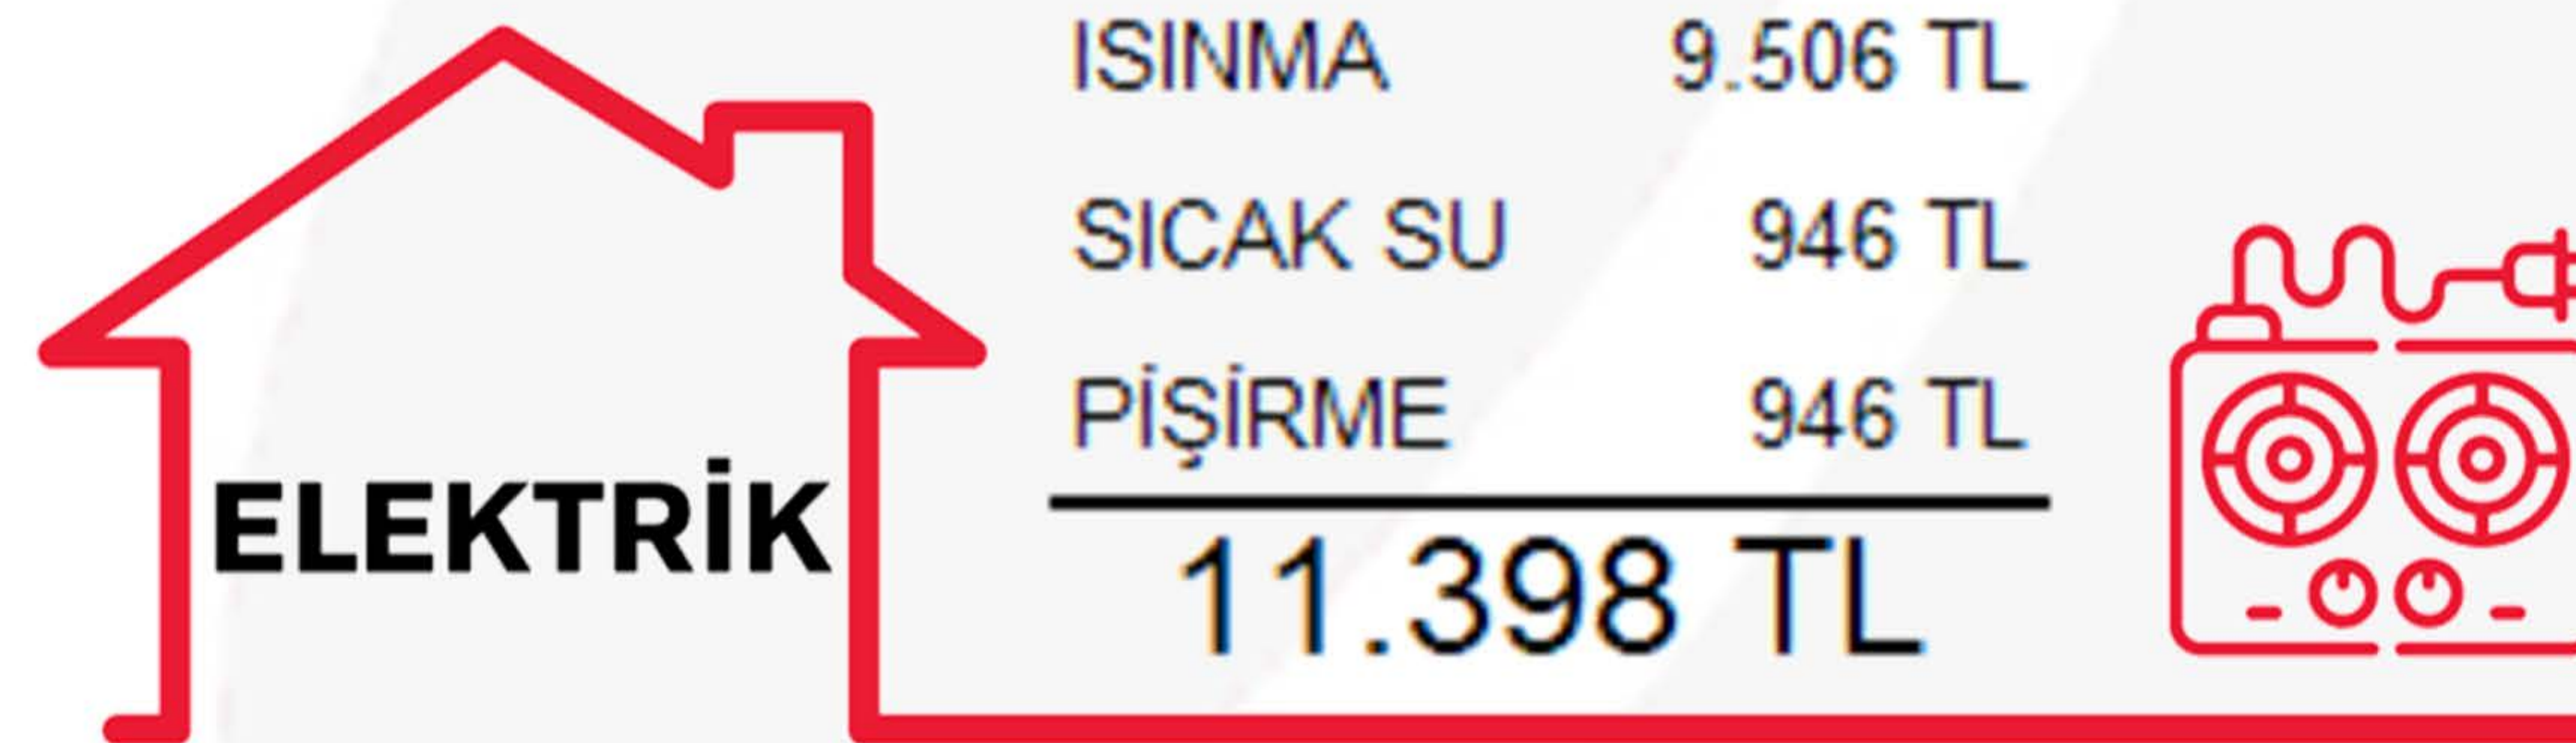 ISINMA 9.506 TL
SICAK SU 946 TL
PİŞİRME 946 TL
ELEKTRİK
11.398 TL